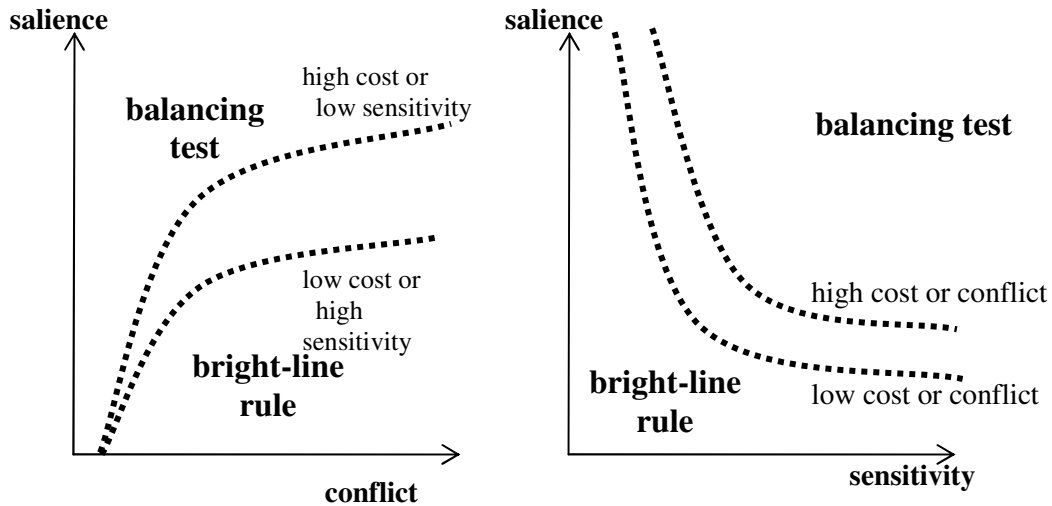 salience
high cost or
low sensitivity
balancing
test
low cost or
high
sensitivity
bright-line
rule
conflict
salience
balancing test
high cost or conflict
bright-line
rule
low cost or conflict
sensitivity